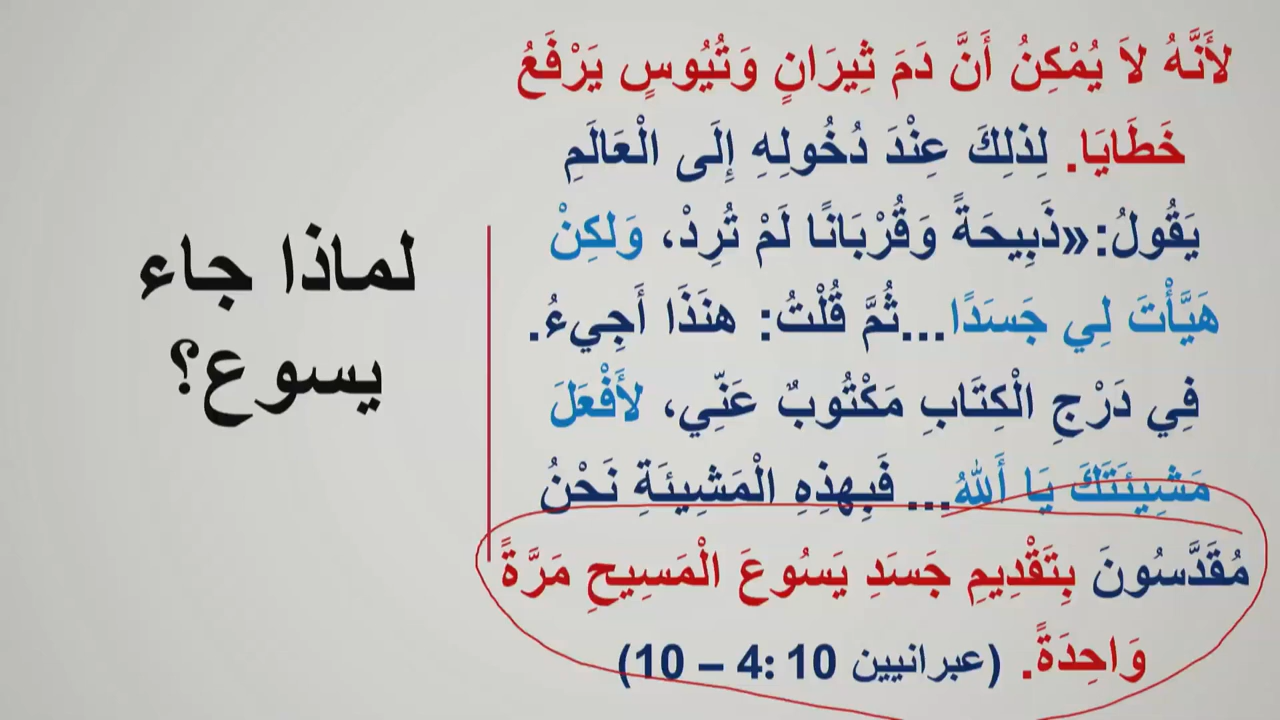 لماذا جاء
يسوع؟
لأَنَّهُ لاَ يُمْكِنُ أَنَّ دَمَ ثِيرَانٍ وَتُيُوسٍ يَرْفَعُ
خَطَايَا. لِذلِكَ عِنْدَ دُخُولِهِ إِلَى الْعَالَمِ
يَقُولُ:«ذَبِيحَةً وَقُرْبَانًا لَمْ تُرِدْ، وَلكِنْ
هَيَّأْتَ لِي جَسَدًا...ثُمَّ قُلْتُ: هنَذَا أَجِيءُ.
فِي دَرْجِ الْكِتَابِ مَكْتُوبٌ عَنِّي، لأَفْعَلَ
مَشِيئَتَكَ يَا أَللهُ... فَبِهذِهِ الْمَشِيئَةِ نَحْنُ
مُقَدَّسُونَ بِتَقْدِيمِ جَسَدِ يَسُوعَ الْمَسِيحِ مَرَّةً
وَاحِدَةً. (عبرانيين 10 :4 – 10)